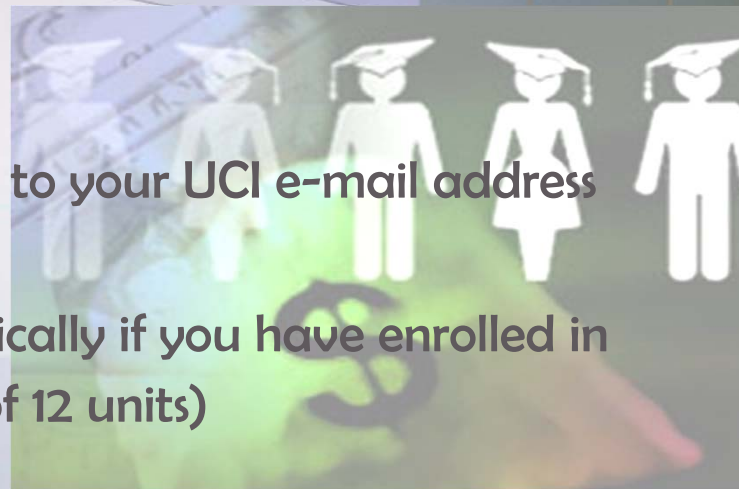 to your UCI e-mail address
ically if you have enrolled in
of 12 units)
$